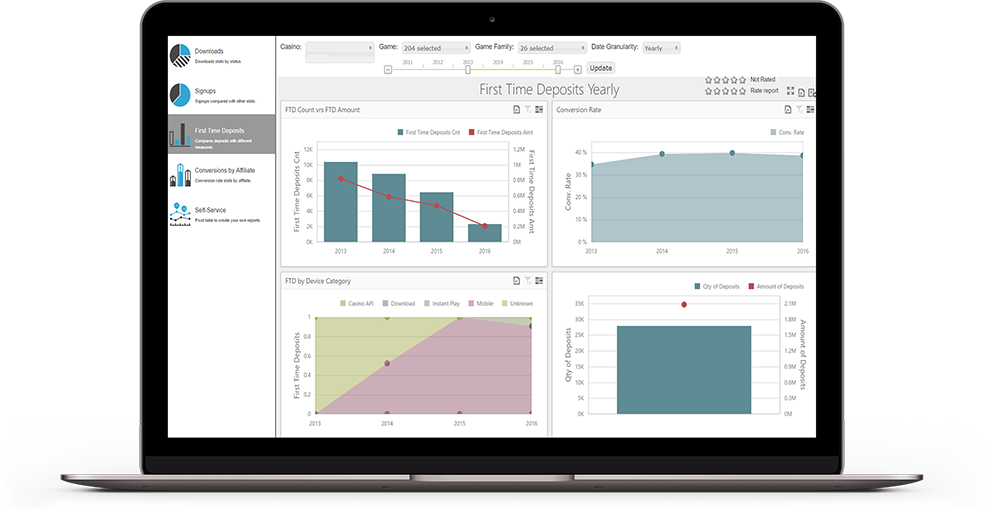 Downloads
Downloads stats by status.
Signups
Signups compared with other stats.
First Time Deposits
Compares deposits with different
measures.
Conversions by Affiliate
Conversion rate stats by affiliate.
Self-Service
Pivot table to create your own reports.
Casino: Game: 204 selected Game Family: 26 selected Date Granularity: Yearly
2011 2012 2013 2014 2015 2016 Update
First Time Deposits Yearly
Not Rated
Rate report
FTD Count vrs FTD Amount
First Time Deposits Cnt First Time Deposits Amt
12K 10K 8K 6K 4K 2K 0K
First Time Deposits Cnt
1.2M 1M 0.8M 0.6M 0.4M 0.2M 0M
First Time Deposits Amt
2013 2014 2015 2016
Conversion Rate
Conv. Rate
40 % 30 % 20 % 10 % 0 %
Conv. Rate
2013 2014 2015 2016
FTD by Device Category
Casino API Download Instant Play Mobile Unknown
1 0.8 0.6 0.4 0.2 0
First Time Deposits
2013 2014 2015 2016
Qty of Deposits Amount of Deposits
35K 30K 25K 20K 15K 10K 5K 0K
Qty of Deposits
2.1M 1.8M 1.5M 1.2M 0.9M 0.6M 0.3M 0M
Amount of Deposits